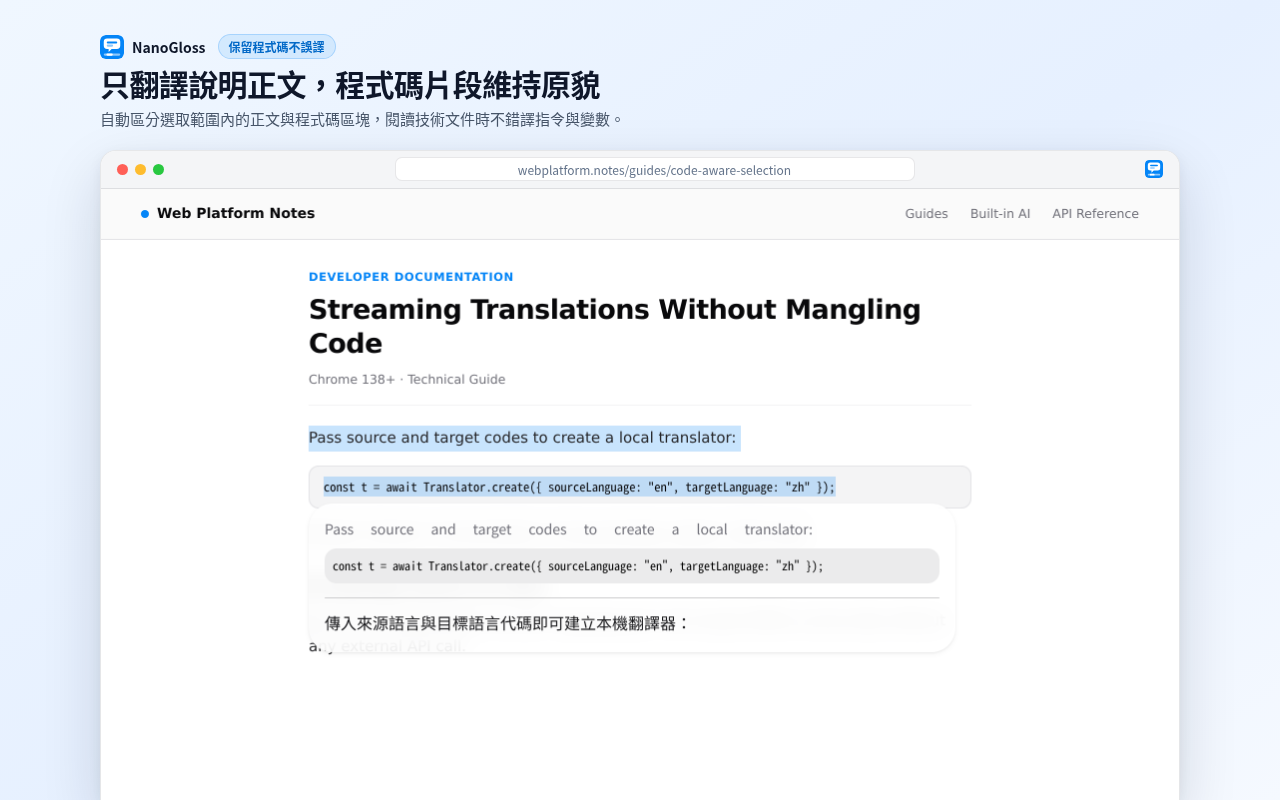 NanoGloss 保留程式碼不誤譯
只翻譯說明正文，程式碼片段維持原貌
自動區分選取範圍內的正文與程式碼區塊，閱讀技術文件時不錯譯指令與變數。
webplatform.notes/guides/code-aware-selection
Web Platform Notes Guides Built-in AI API Reference
DEVELOPER DOCUMENTATION
Streaming Translations Without Mangling
Code
Chrome 138+ · Technical Guide
Pass source and target codes to create a local translator:
const t = await Translator.create({ sourceLanguage: "en", targetLanguage: "zh" });
Pass source and target codes to create a local translator:
const t = await Translator.create({ sourceLanguage: "en", targetLanguage: "zh" });
傳入來源語言與目標語言代碼即可建立本機翻譯器：
any external API call.